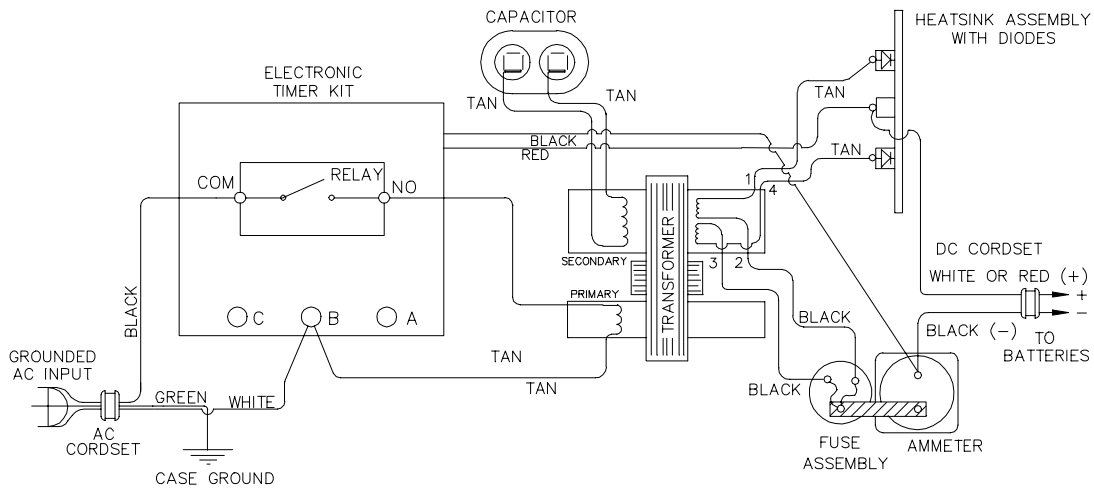 CAPACITOR
HEATSINK ASSEMBLY
WITH DIODES
ELECTRONIC
TIMER KIT
TAN
TAN
TAN
BLACK
RED
TAN
COM
RELAY
NO
1
4
SECONDARY
3
2
TRANSFORMER
PRIMARY
DC CORDSET
WHITE OR RED (+)
+
−
BLACK (−)
TO
BATTERIES
BLACK
C
B
A
BLACK
GROUNDED
AC INPUT
TAN
TAN
BLACK
GREEN
WHITE
AC
CORDSET
CASE GROUND
FUSE
ASSEMBLY
AMMETER